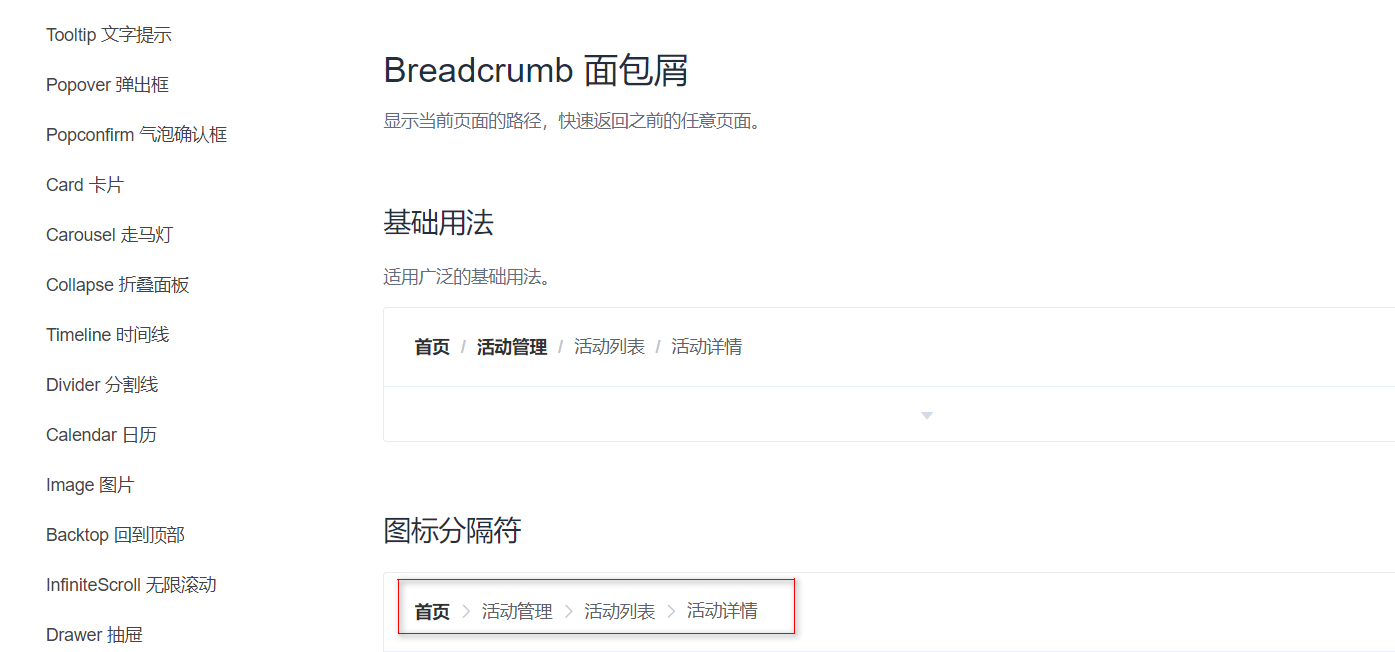 Tooltip 文字提示
Popover 弹出框
Popconfirm 气泡确认框
Card 卡片
Carousel 走马灯
Collapse 折叠面板
Timeline 时间线
Divider 分割线
Calendar 日历
Image 图片
Backtop 回到顶部
InfiniteScroll 无限滚动
Drawer 抽屉
Breadcrumb 面包屑
显示当前页面的路径，快速返回之前的任意页面。
基础用法
适用广泛的基础用法。
首页 / 活动管理 / 活动列表 / 活动详情
图标分隔符
首页 > 活动管理 > 活动列表 > 活动详情